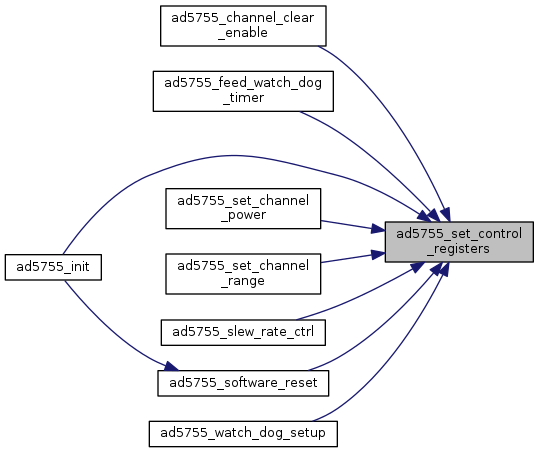 ad5755_channel_clear
_enable
ad5755_feed_watch_dog
_timer
ad5755_set_channel
_power
ad5755_set_control
_registers
ad5755_init
ad5755_set_channel
_range
ad5755_slew_rate_ctrl
ad5755_software_reset
ad5755_watch_dog_setup